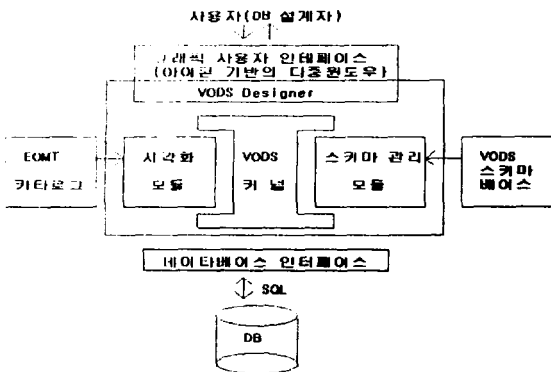 사용자(DB 설계자)
그래픽 사용자 인테페이스
(아이콘 기반의 다중윈도우)
VODS Designer
EOMT
카타로그
시각화
모듈
VODS
커널
스키마 관리
모듈
VODS
스키마
베이스
데이타베이스 인터페이스
SQL
DB